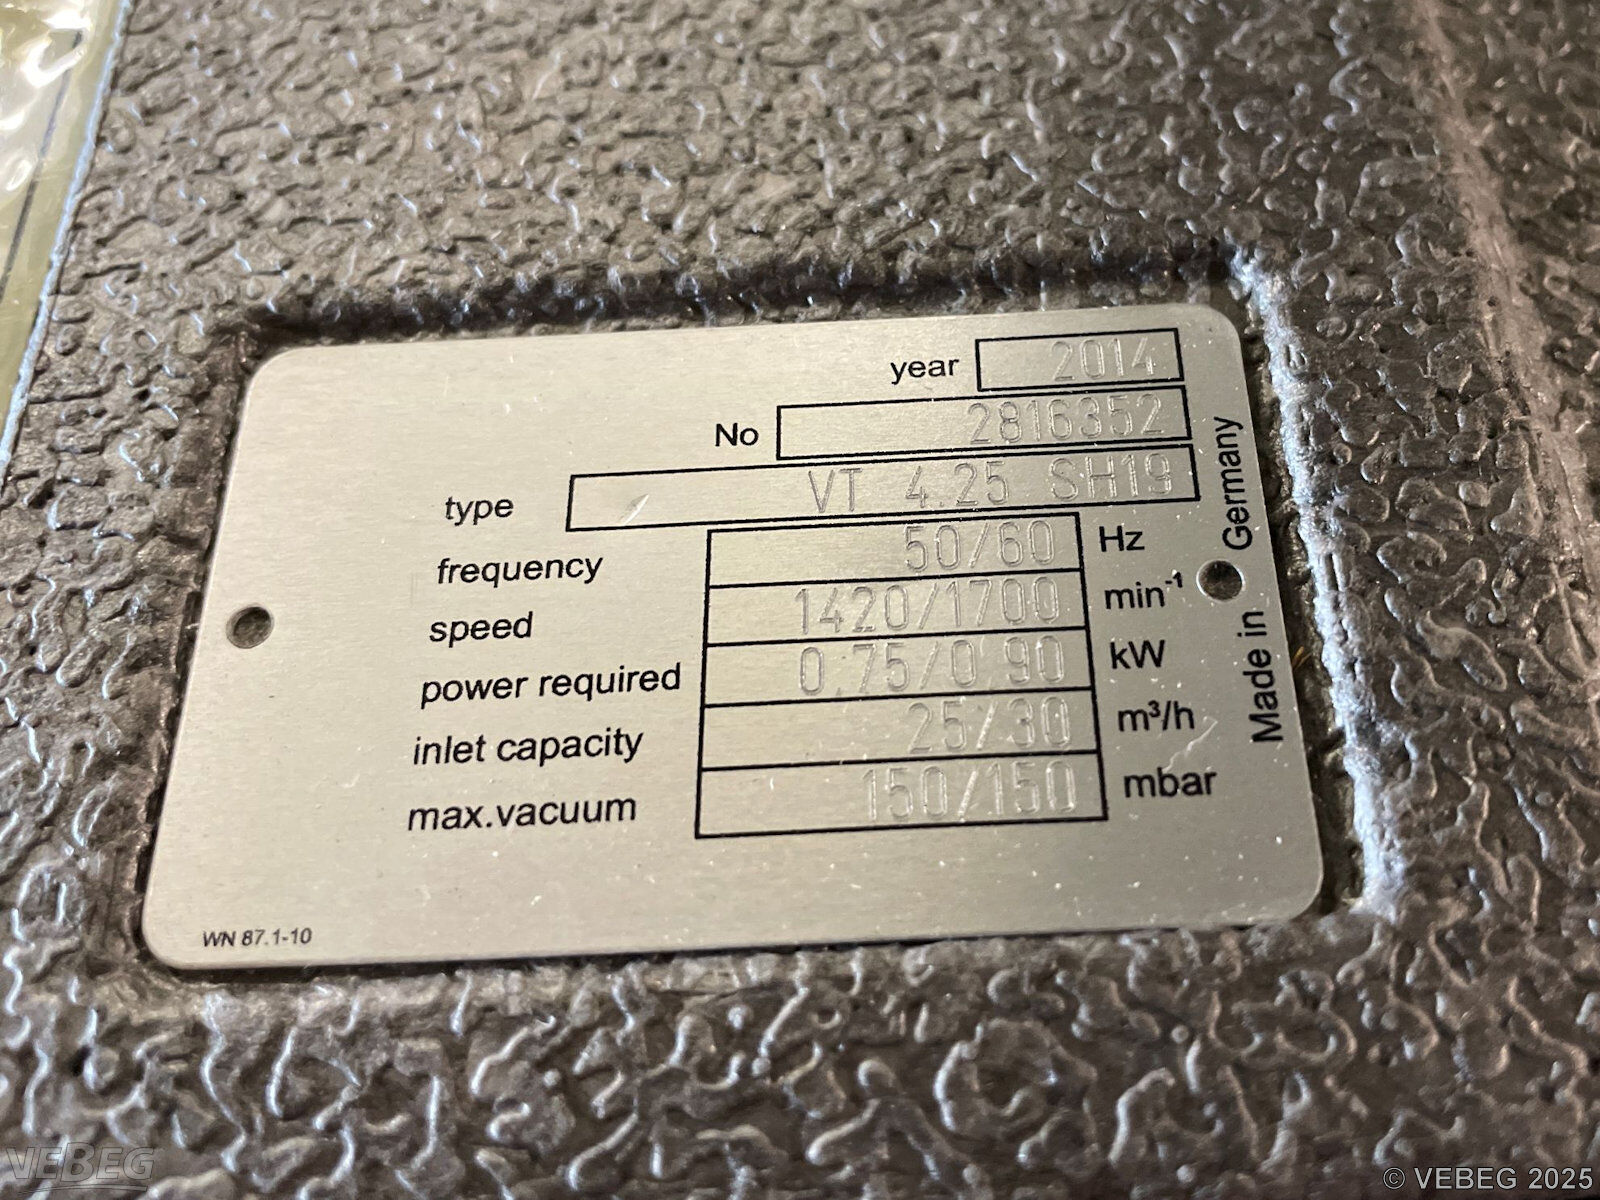 year 2014
No 2816352
type VT 4.25 SH19
frequency 50/60 Hz
speed 1420/1700 min⁻¹
power required 0.75/0.90 kW
inlet capacity 25/30 m³/h
max.vacuum 150/150 mbar
Made in Germany
WN 87.1-10
VEBEG
© VEBEG 2025